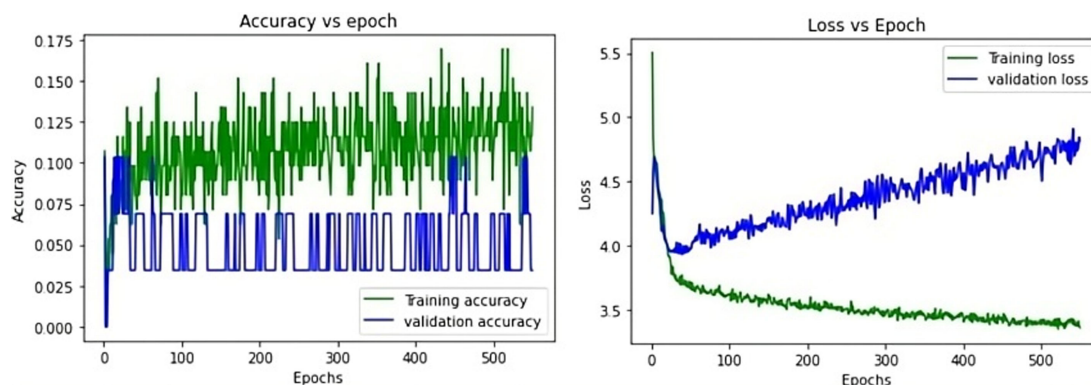 Accuracy vs epoch
0.175
0.150
0.125
0.100
0.075
0.050
0.025
0.000
Accuracy
Training accuracy
validation accuracy
0 100 200 300 400 500
Epochs
Loss vs Epoch
5.5
5.0
4.5
4.0
3.5
Loss
Training loss
validation loss
0 100 200 300 400 500
Epochs